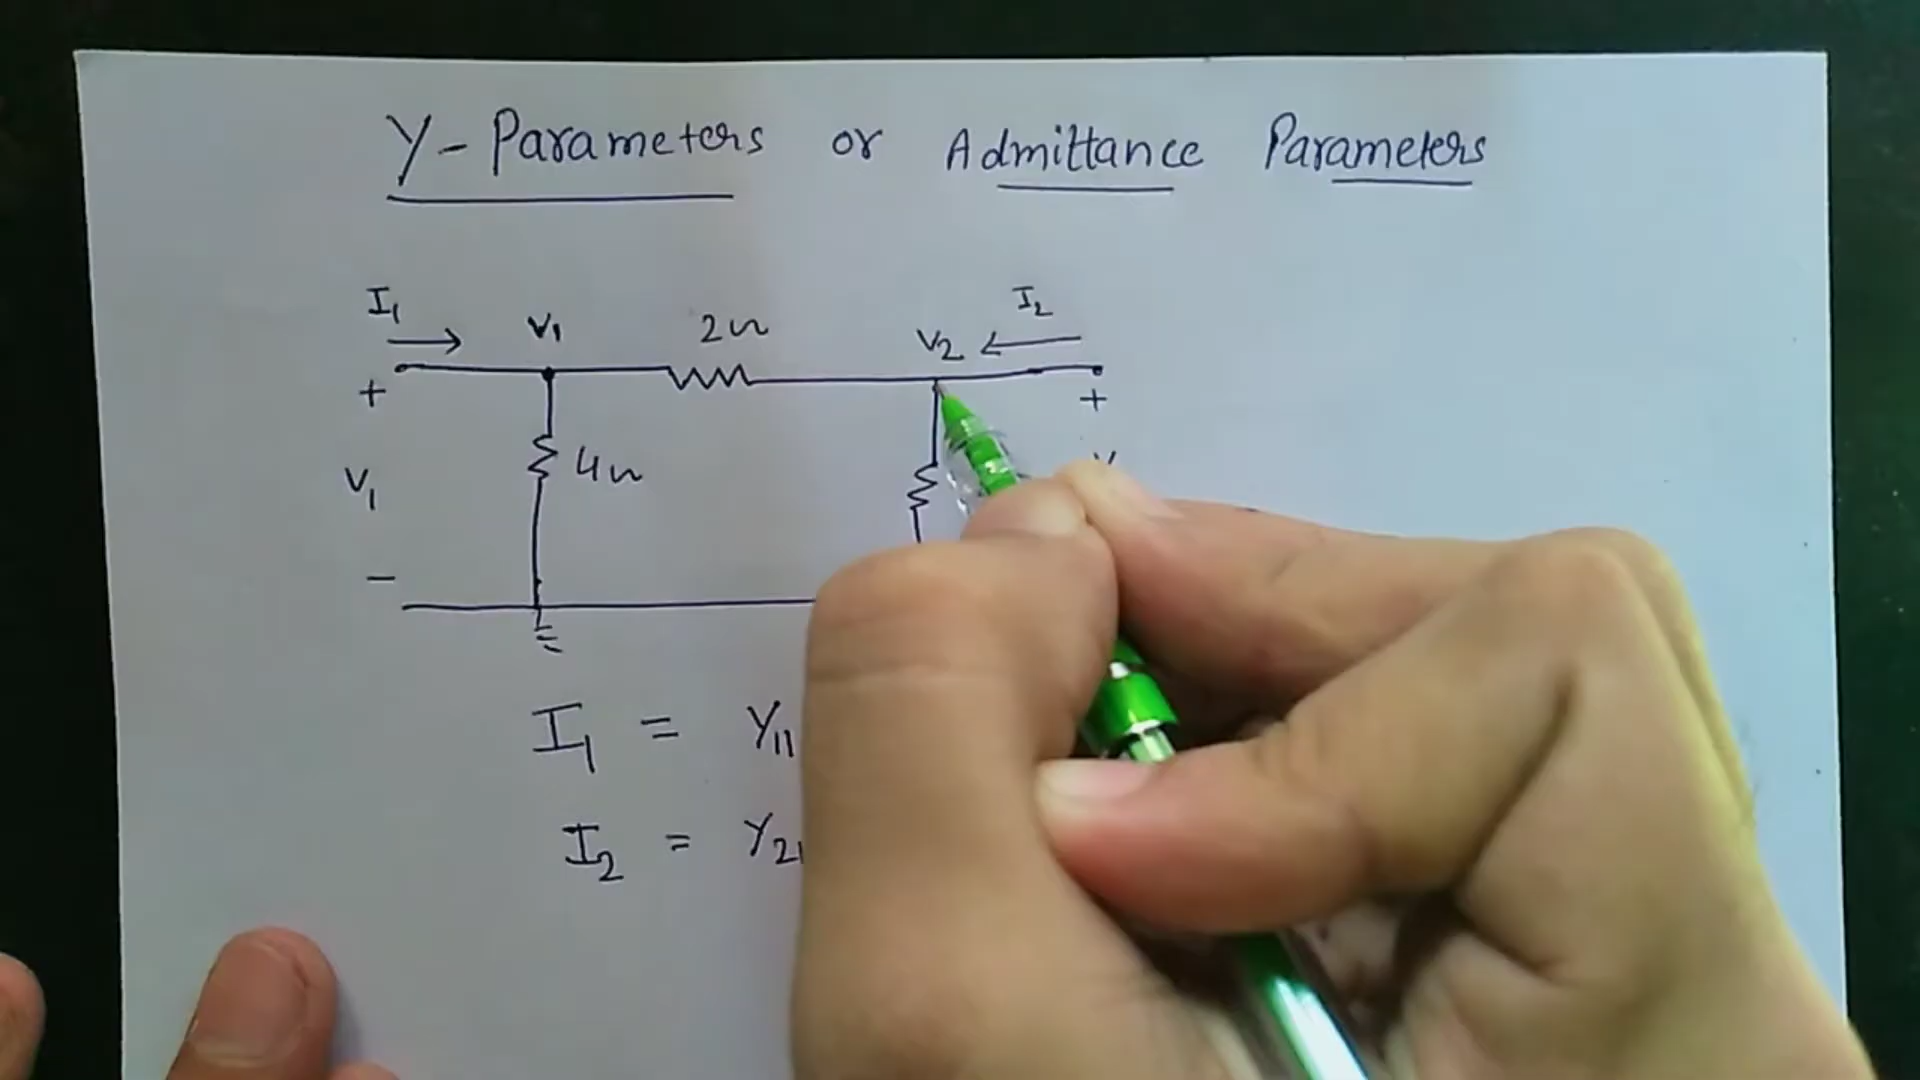 Y - Parameters or Admittance Parameters
I₁ V₁ 2Ω V₂ I₂
+ +
V₁ 4Ω
-
I₁ = Y₁₁
I₂ = Y₂₁